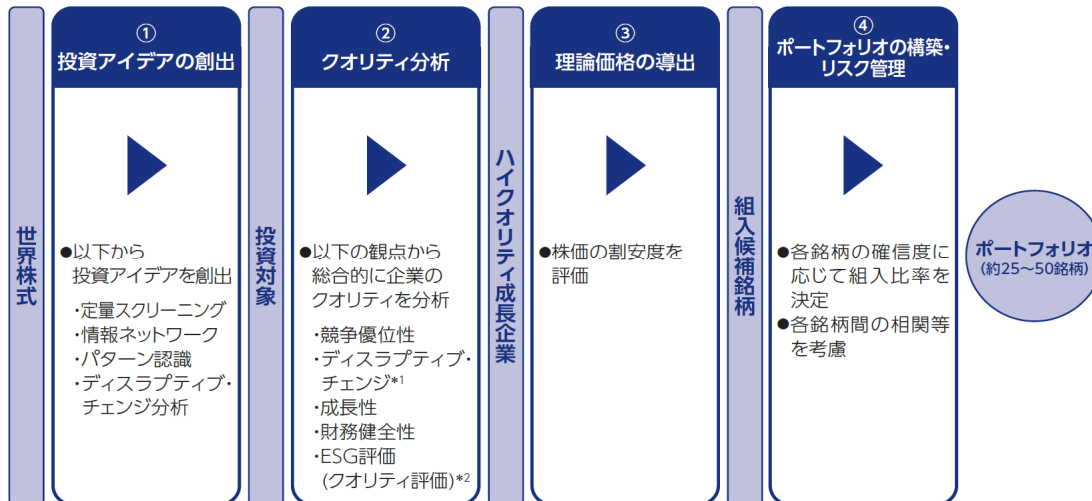 世界株式
①
投資アイデアの創出
●以下から
投資アイデアを創出
・定量スクリーニング
・情報ネットワーク
・パターン認識
・ディスラプティブ・
チェンジ分析
投資対象
②
クオリティ分析
●以下の観点から
総合的に企業の
クオリティを分析
・競争優位性
・ディスラプティブ・
チェンジ*1
・成長性
・財務健全性
・ESG評価
(クオリティ評価)*2
ハイクオリティ成長企業
③
理論価格の導出
●株価の割安度を
評価
組入候補銘柄
④
ポートフォリオの構築・
リスク管理
●各銘柄の確信度に
応じて組入比率を
決定
●各銘柄間の相関等
を考慮
ポートフォリオ
(約25～50銘柄)